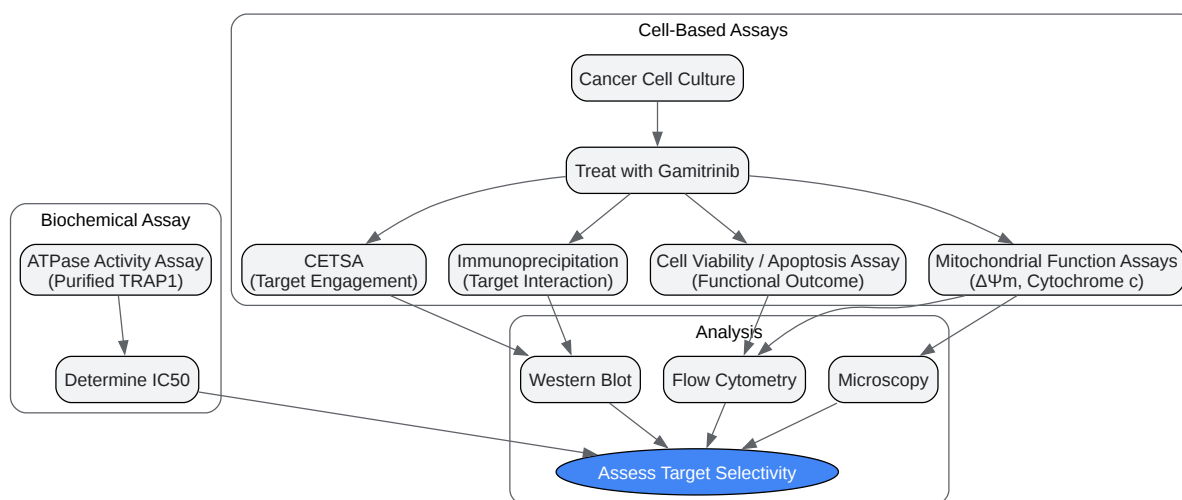 Cell-Based Assays
Cancer Cell Culture
Treat with Gamitrinib
Biochemical Assay
ATPase Activity Assay
(Purified TRAP1)
CETSA
(Target Engagement)
Immunoprecipitation
(Target Interaction)
Cell Viability / Apoptosis Assay
(Functional Outcome)
Mitochondrial Function Assays
(ΔΨm, Cytochrome c)
Analysis
Determine IC50
Western Blot
Flow Cytometry
Microscopy
Assess Target Selectivity